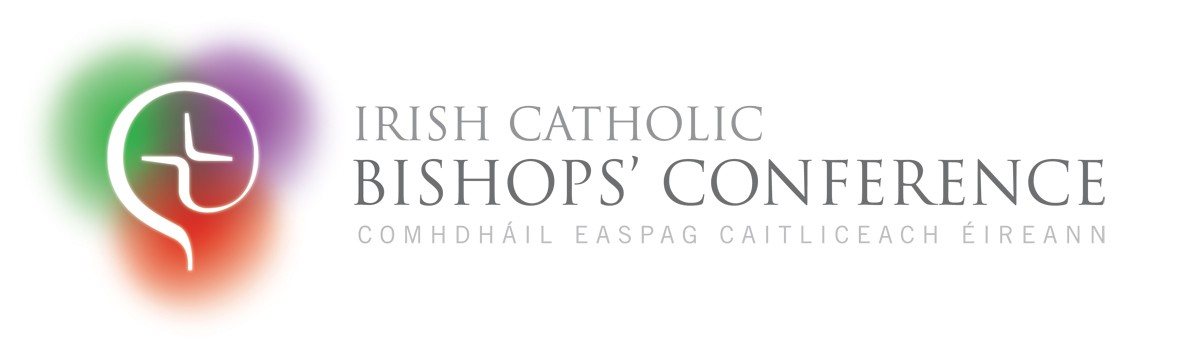 IRISH CATHOLIC
BISHOPS’ CONFERENCE
COMHDHÁIL EASPAG CAITLICEACH ÉIREANN